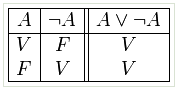 A ¬A A ∨ ¬A
V F V
F V V